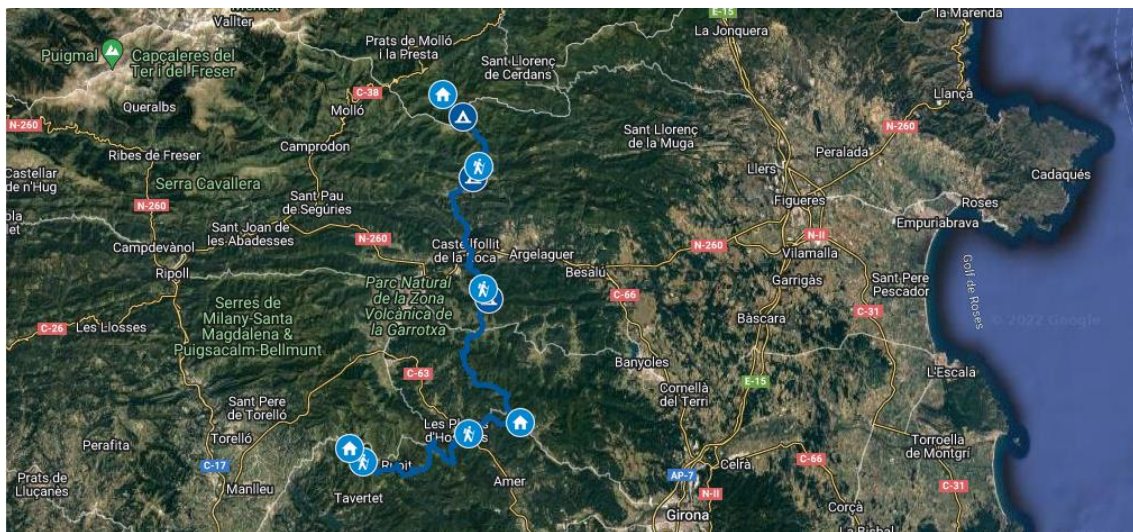 Vallter
Puigmal
Capçaleres del
Ter i del Freser
Queralbs
N-260
Ribes de Freser
Castellar
de n'Hug
Serra Cavallera
N-260
Campdevànol
Ripoll
Prats de Molló
i la Presta
C-38
Molló
Camprodon
Sant Pau
de Segúries
Sant Joan de
les Abadesses
N-260
Sant Llorenç
de Cerdans
E-15
La Jonquera
la Marenda
Llançà
N-260
Sant Llorenç
de la Muga
Peralada
Llers
Figueres
Cadaqués
Roses
Empuriabrava
N-II
Vilamalla
Castellfollit
de la Roca
Argelaguer
Besalú
N-260
C-66
Garrigàs
Sant Pere
Pescador
Golf de Roses
© 2022 Google
Parc Natural
de la Zona
Volcànica de
la Garrotxa
Serres de
Milany-Santa
Magdalena &
Puigsacalm-Bellmunt
C-26
Les Llosses
Bàscara
C-31
Banyoles
E-15
L'Escala
C-63
Cornellà
del Terri
Sant Pere
de Torelló
Torelló
Perafita
Les Planes
d'Hostoles
Rupit
C-17
Manlleu
Tavertet
Amer
Prats de
Lluçanès
Torroella
de Montgrí
C-66
Celrà
AP-7
N-II
Girona
C-31
Corçà
La Bisbal